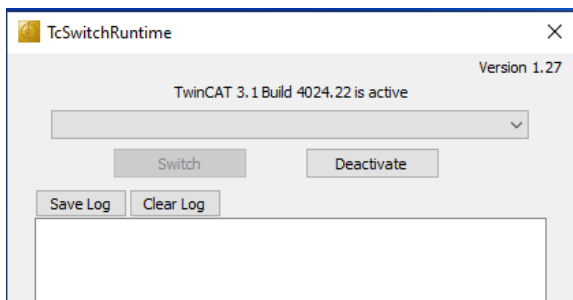 TcSwitchRuntime
Version 1.27
TwinCAT 3.1 Build 4024.22 is active
Switch Deactivate
Save Log Clear Log